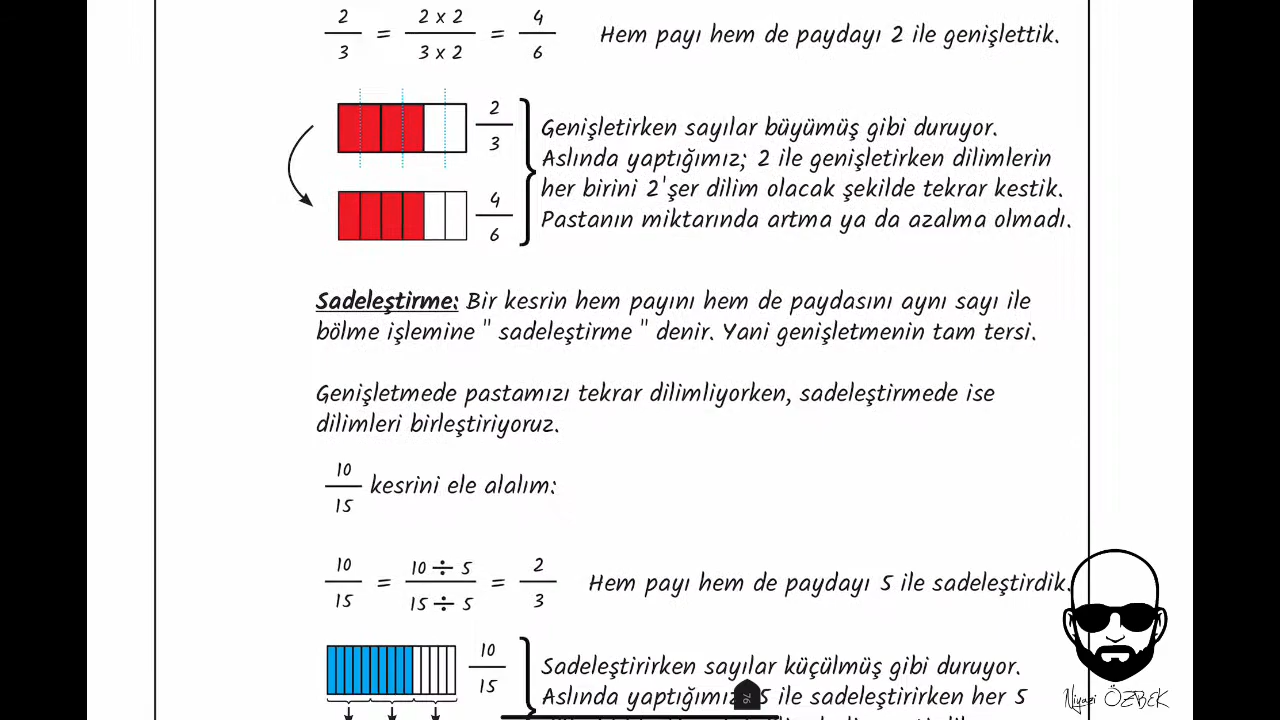 2/3 = 2 x 2/3 x 2 = 4/6 Hem payı hem de paydayı 2 ile genişlettik.
2/3
Genişletirken sayılar büyümüş gibi duruyor.
Aslında yaptığımız; 2 ile genişletirken dilimlerin
her birini 2'şer dilim olacak şekilde tekrar kestik.
4/6
Pastanın miktarında artma ya da azalma olmadı.
Sadeleştirme: Bir kesrin hem payını hem de paydasını aynı sayı ile
bölme işlemine " sadeleştirme " denir. Yani genişletmenin tam tersi.
Genişletmede pastamızı tekrar dilimliyorken, sadeleştirmede ise
dilimleri birleştiriyoruz.
10/15 kesrini ele alalım:
10/15 = 10 ÷ 5/15 ÷ 5 = 2/3 Hem payı hem de paydayı 5 ile sadeleştirdik.
10/15
Sadeleştirirken sayılar küçülmüş gibi duruyor.
Aslında 5 ile sadeleştirirken her 5
76
Niyazi ÖZBEK